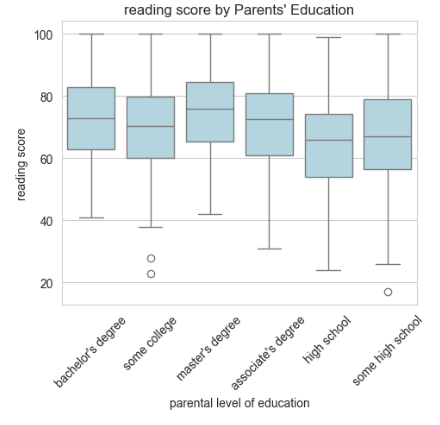 reading score by Parents' Education
100
80
60
40
20
reading score
bachelor's degree
some college
master's degree
associate's degree
high school
some high school
parental level of education